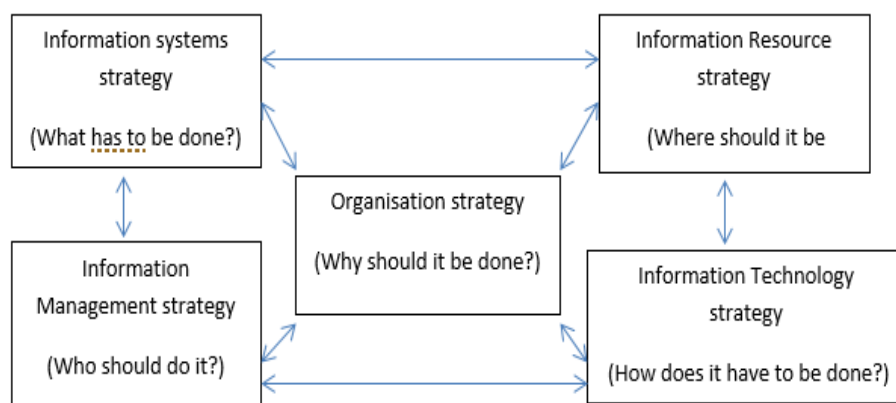 Information systems
strategy
(What has to be done?)
Information Resource
strategy
(Where should it be
Organisation strategy
(Why should it be done?)
Information
Management strategy
(Who should do it?)
Information Technology
strategy
(How does it have to be done?)